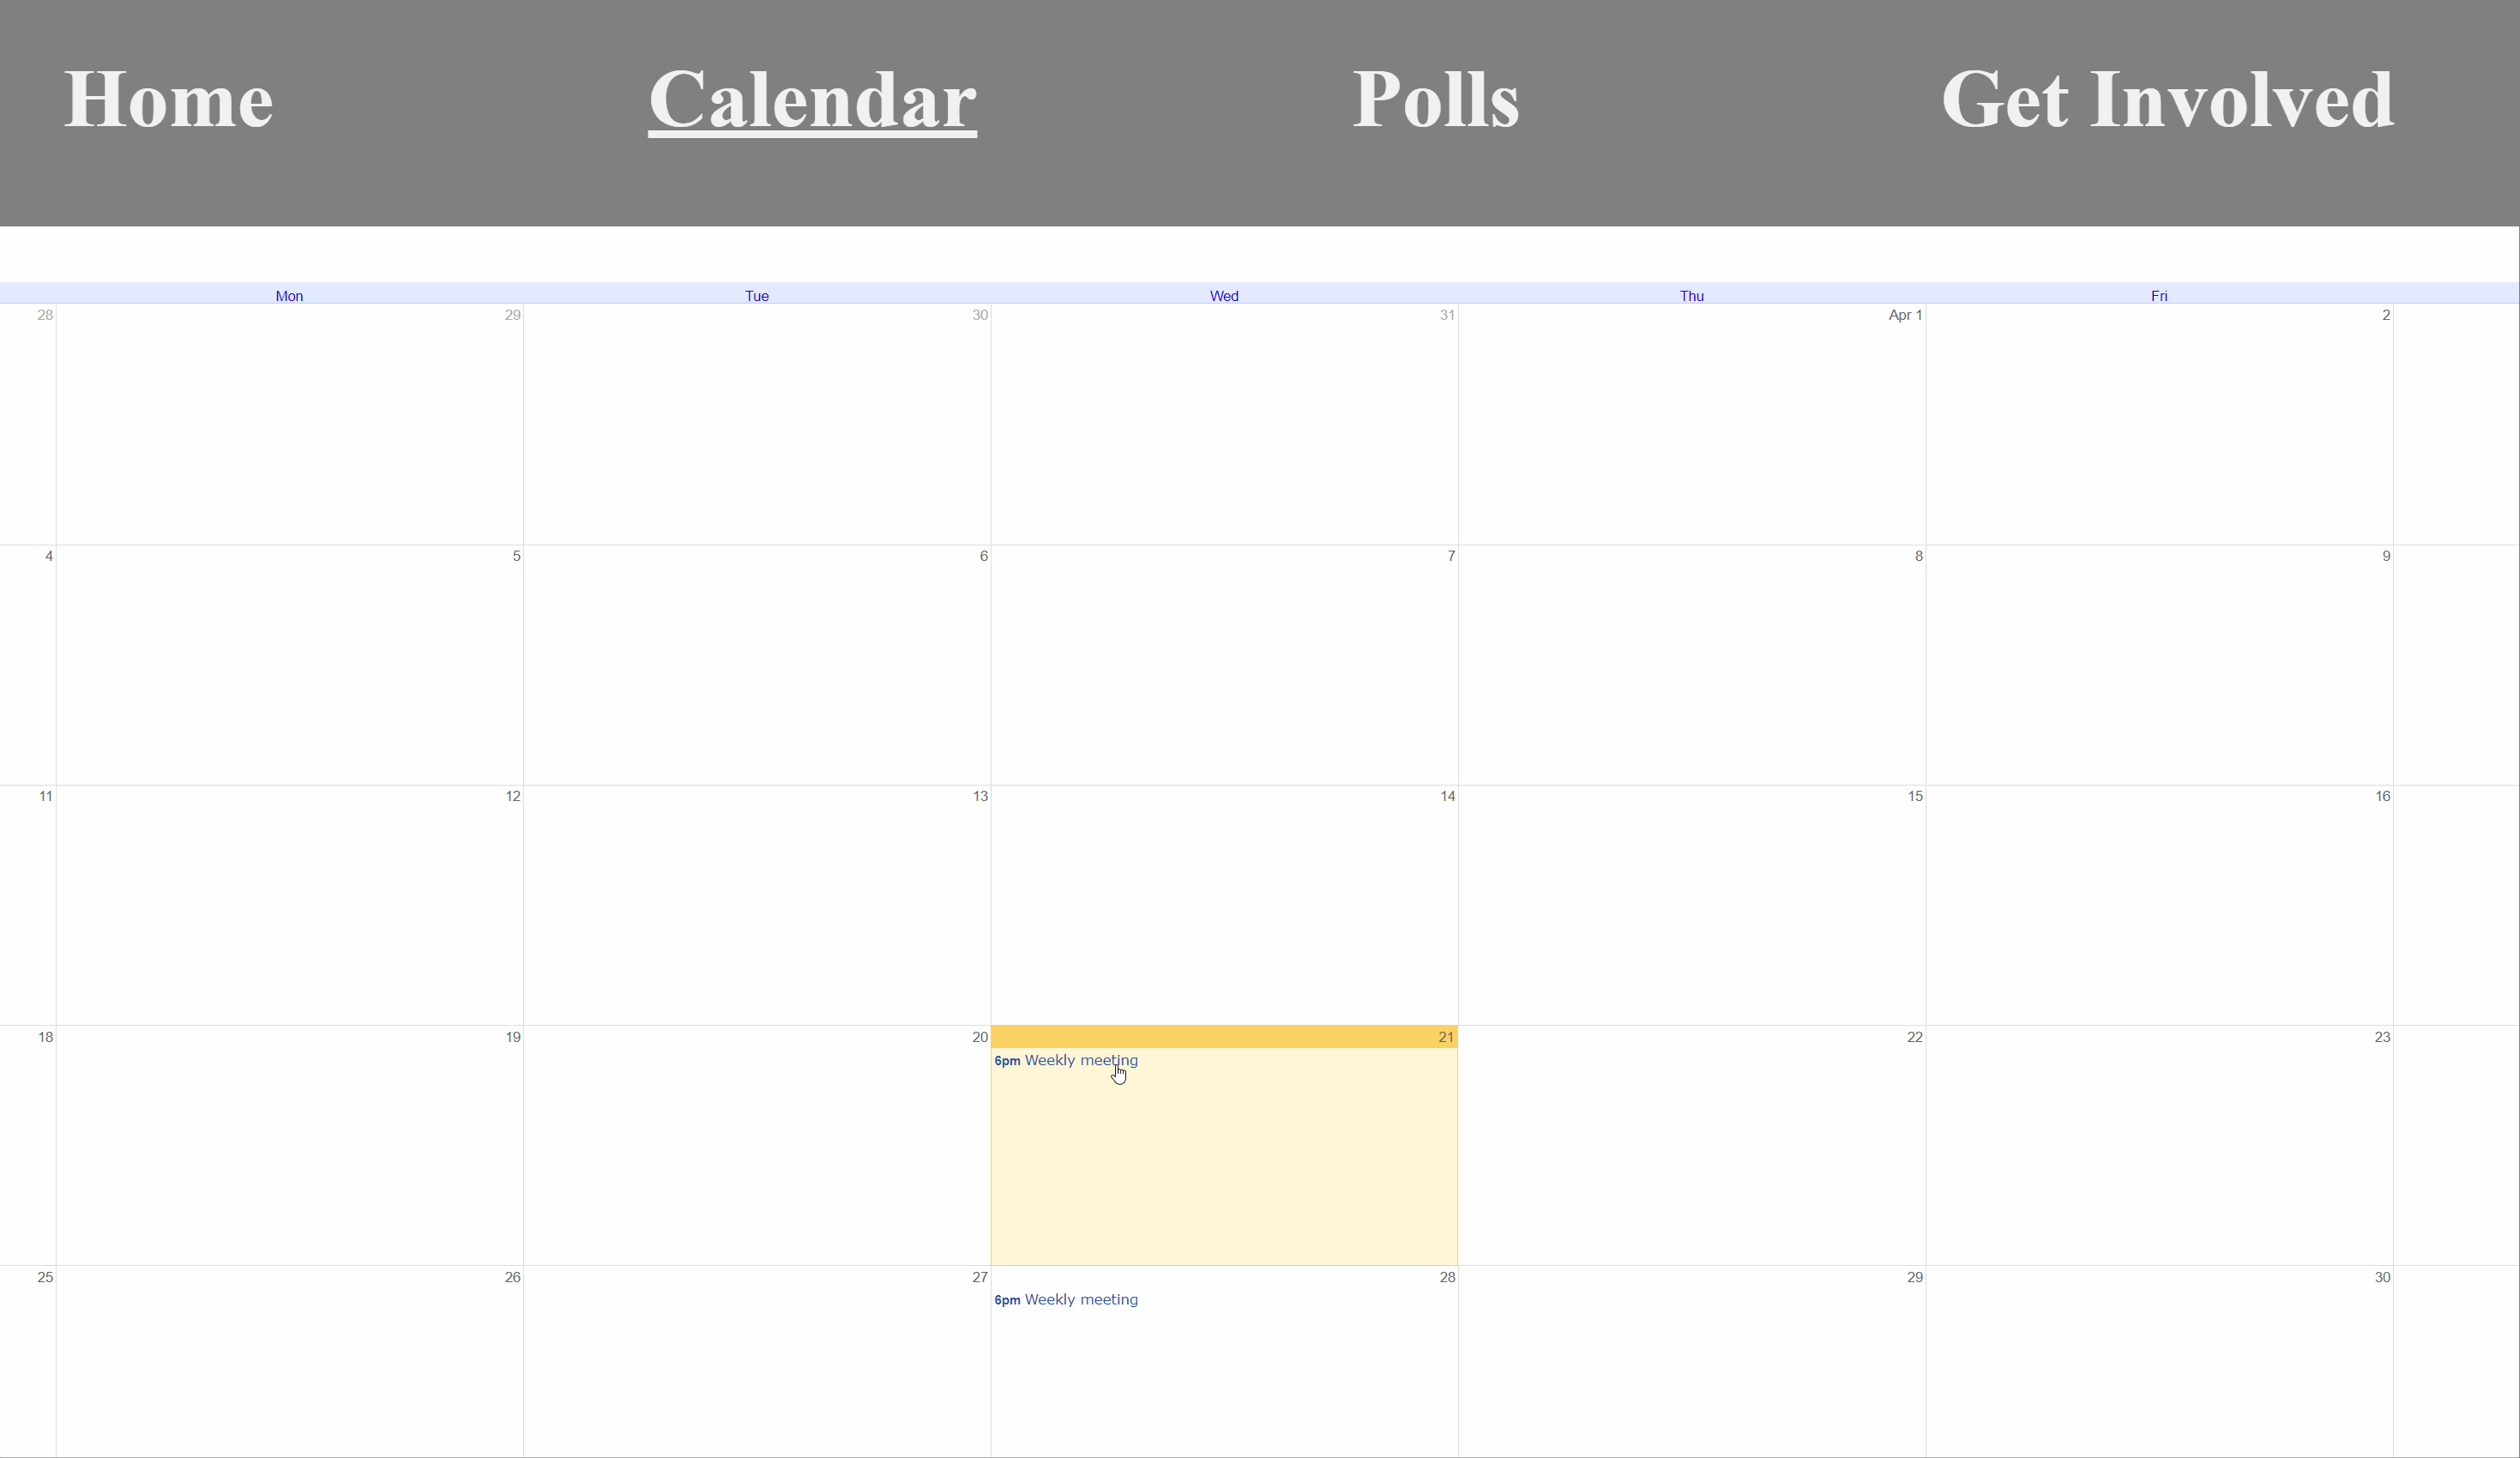 Home Calendar Polls Get Involved
Mon Tue Wed Thu Fri
28 29 30 31 Apr 1 2
4 5 6 7 8 9
11 12 13 14 15 16
18 19 20 21 22 23
6pm Weekly meeting
25 26 27 28 29 30
6pm Weekly meeting